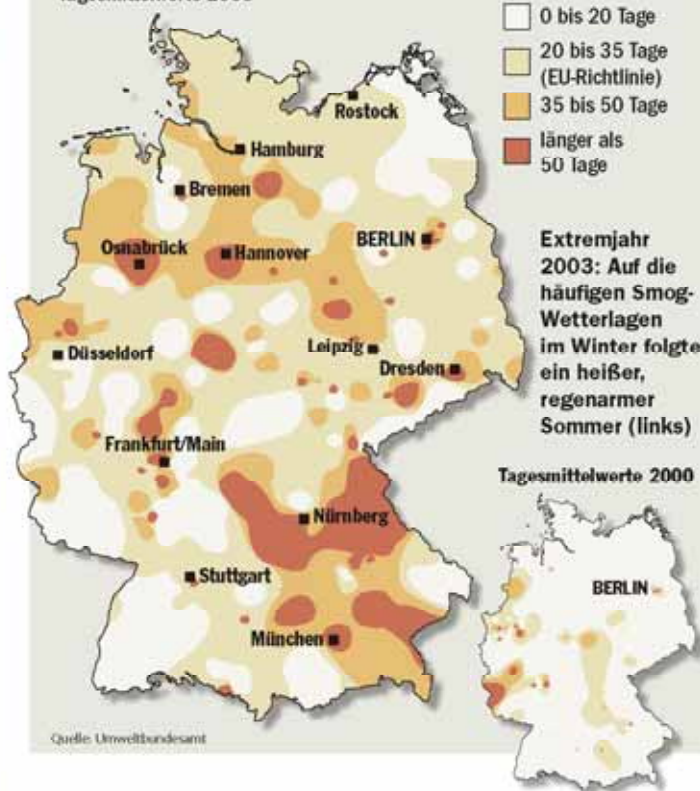 0 bis 20 Tage
20 bis 35 Tage
(EU-Richtlinie)
35 bis 50 Tage
länger als
50 Tage
Rostock
Hamburg
Bremen
BERLIN
Osnabrück
Hannover
Extremjahr
2003: Auf die
häufigen Smog-
Wetterlagen
im Winter folgte
ein heißer,
regenarmer
Sommer (links)
Düsseldorf
Leipzig
Dresden
Frankfurt/Main
Tagesmittelwerte 2000
Nürnberg
Stuttgart
BERLIN
München
Quelle: Umweltbundesamt